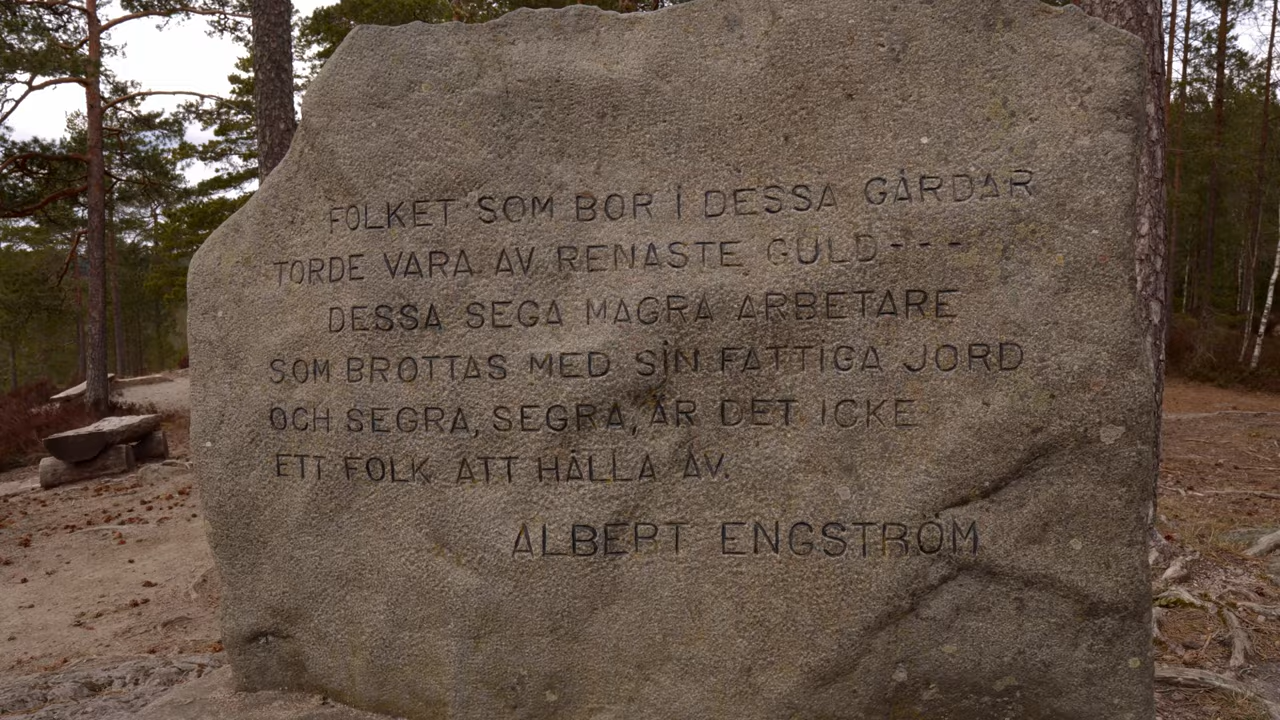 FOLKET SOM BOR I DESSA GÅRDAR
TORDE VARA AV RENASTE GULD---
DESSA SEGA MAGRA ARBETARE
SOM BROTTAS MED SIN FATTIGA JORD
OCH SEGRA, SEGRA, ÄR DET ICKE
ETT FOLK ATT HÅLLA AV.
ALBERT ENGSTRÖM